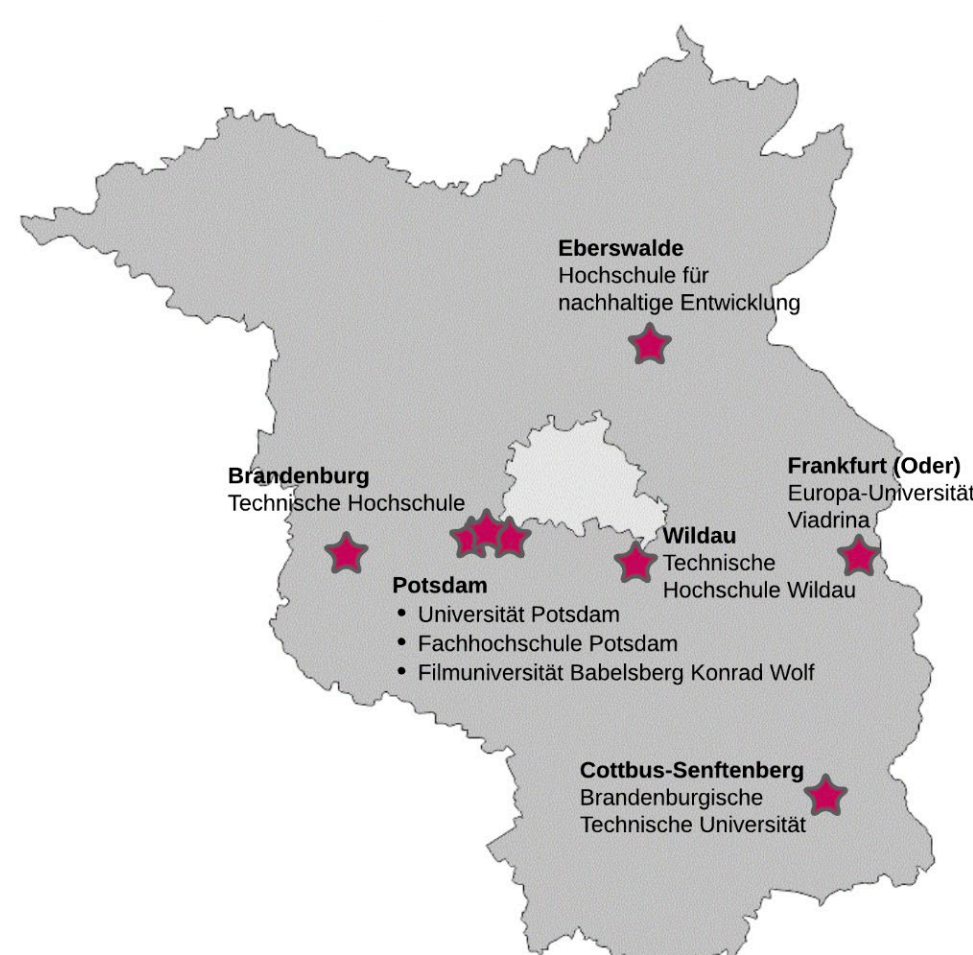 Eberswalde
Hochschule für
nachhaltige Entwicklung
Brandenburg
Technische Hochschule
Frankfurt (Oder)
Europa-Universität
Viadrina
Wildau
Technische
Hochschule Wildau
Potsdam
• Universität Potsdam
• Fachhochschule Potsdam
• Filmuniversität Babelsberg Konrad Wolf
Cottbus-Senftenberg
Brandenburgische
Technische Universität